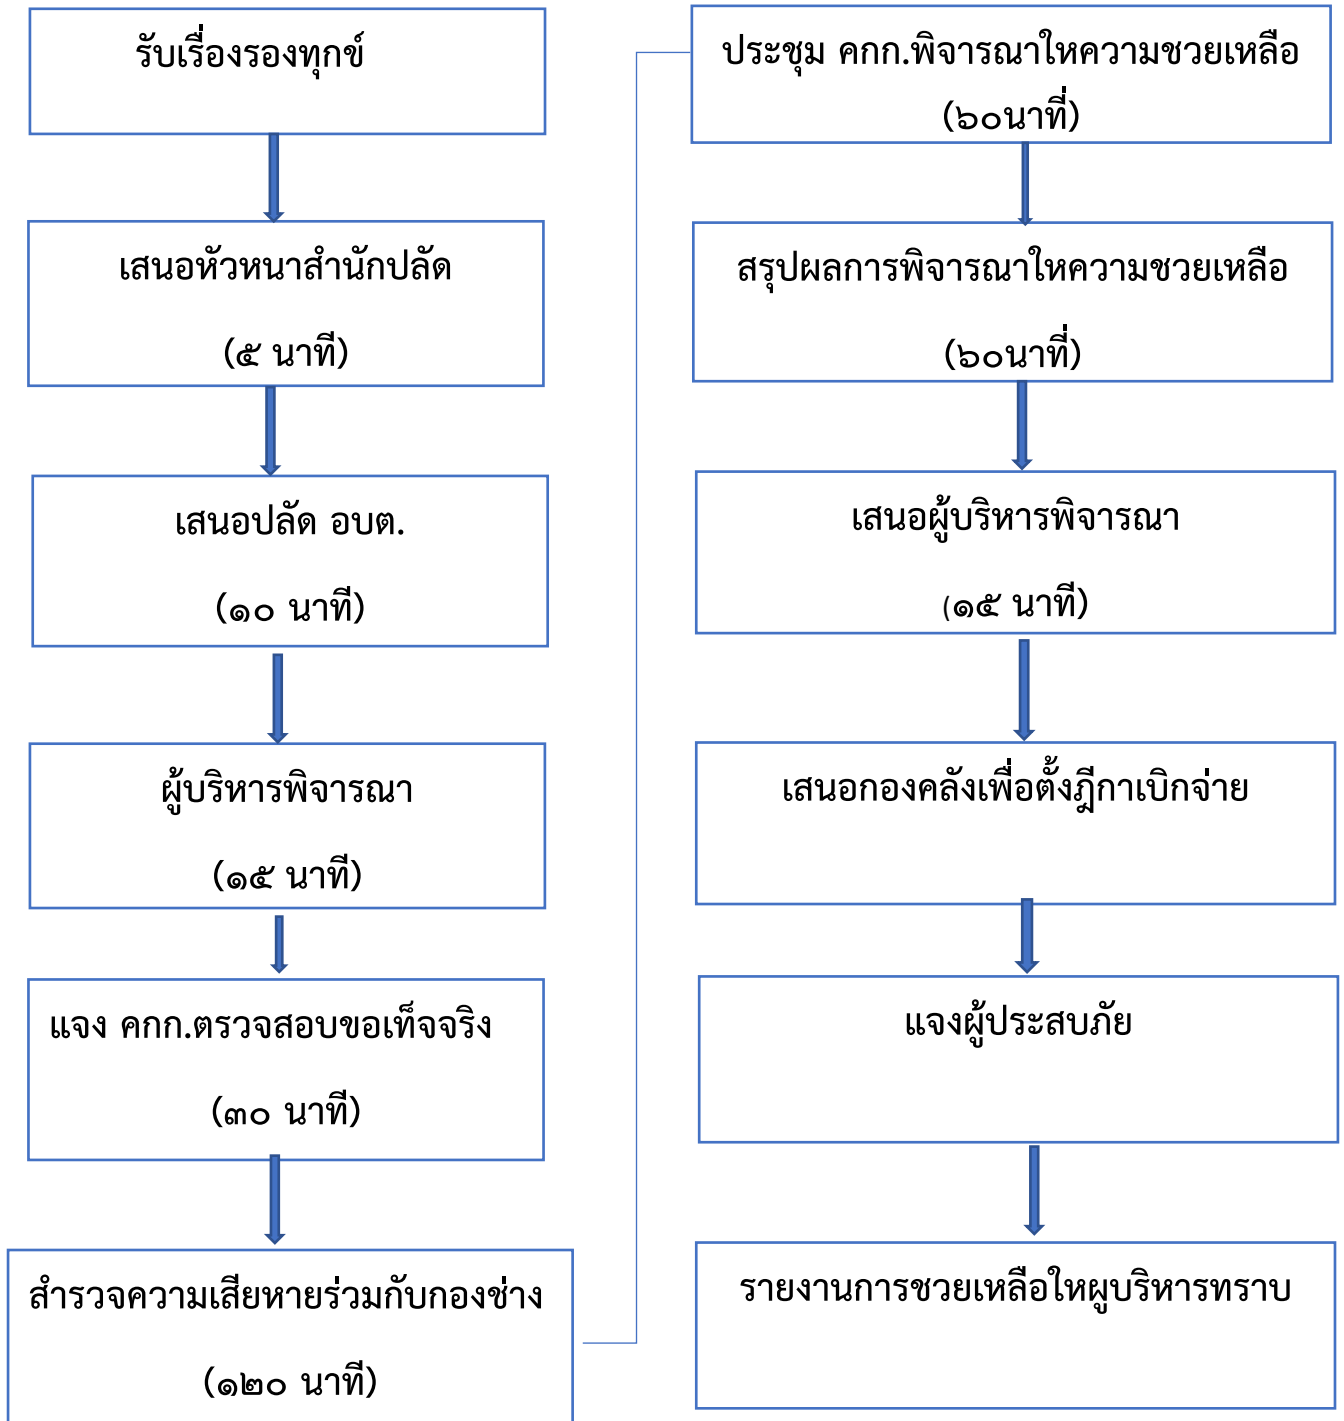 รับเรื่องรองทุกข์
เสนอหัวหนาสำนักปลัด
(๕ นาที)
เสนอปลัด อบต.
(๑๐ นาที)
ผู้บริหารพิจารณา
(๑๕ นาที)
แจง คกก.ตรวจสอบขอเท็จจริง
(๓๐ นาที)
สำรวจความเสียหายร่วมกับกองช่าง
(๑๒๐ นาที)
ประชุม คกก.พิจารณาใหความชวยเหลือ
(๖๐นาที่)
สรุปผลการพิจารณาใหความชวยเหลือ
(๖๐นาที่)
เสนอผู้บริหารพิจารณา
(๑๕ นาที)
เสนอกองคลังเพื่อตั้งฎีกาเบิกจ่าย
แจงผู้ประสบภัย
รายงานการชวยเหลือใหผูบริหารทราบ